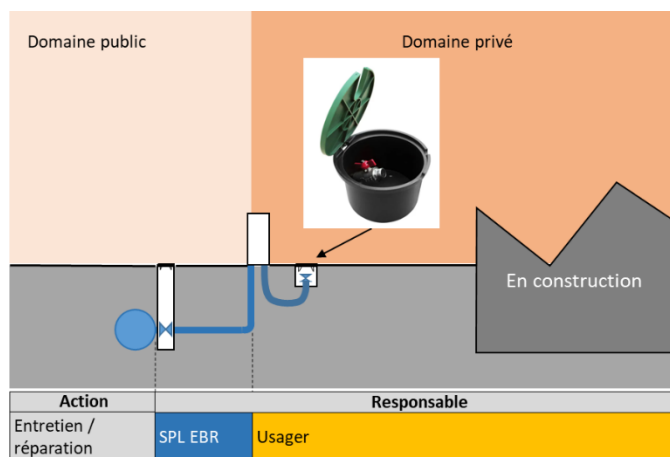 Domaine public
Domaine privé
En construction
Action
Responsable
Entretien /
réparation
SPL EBR
Usager